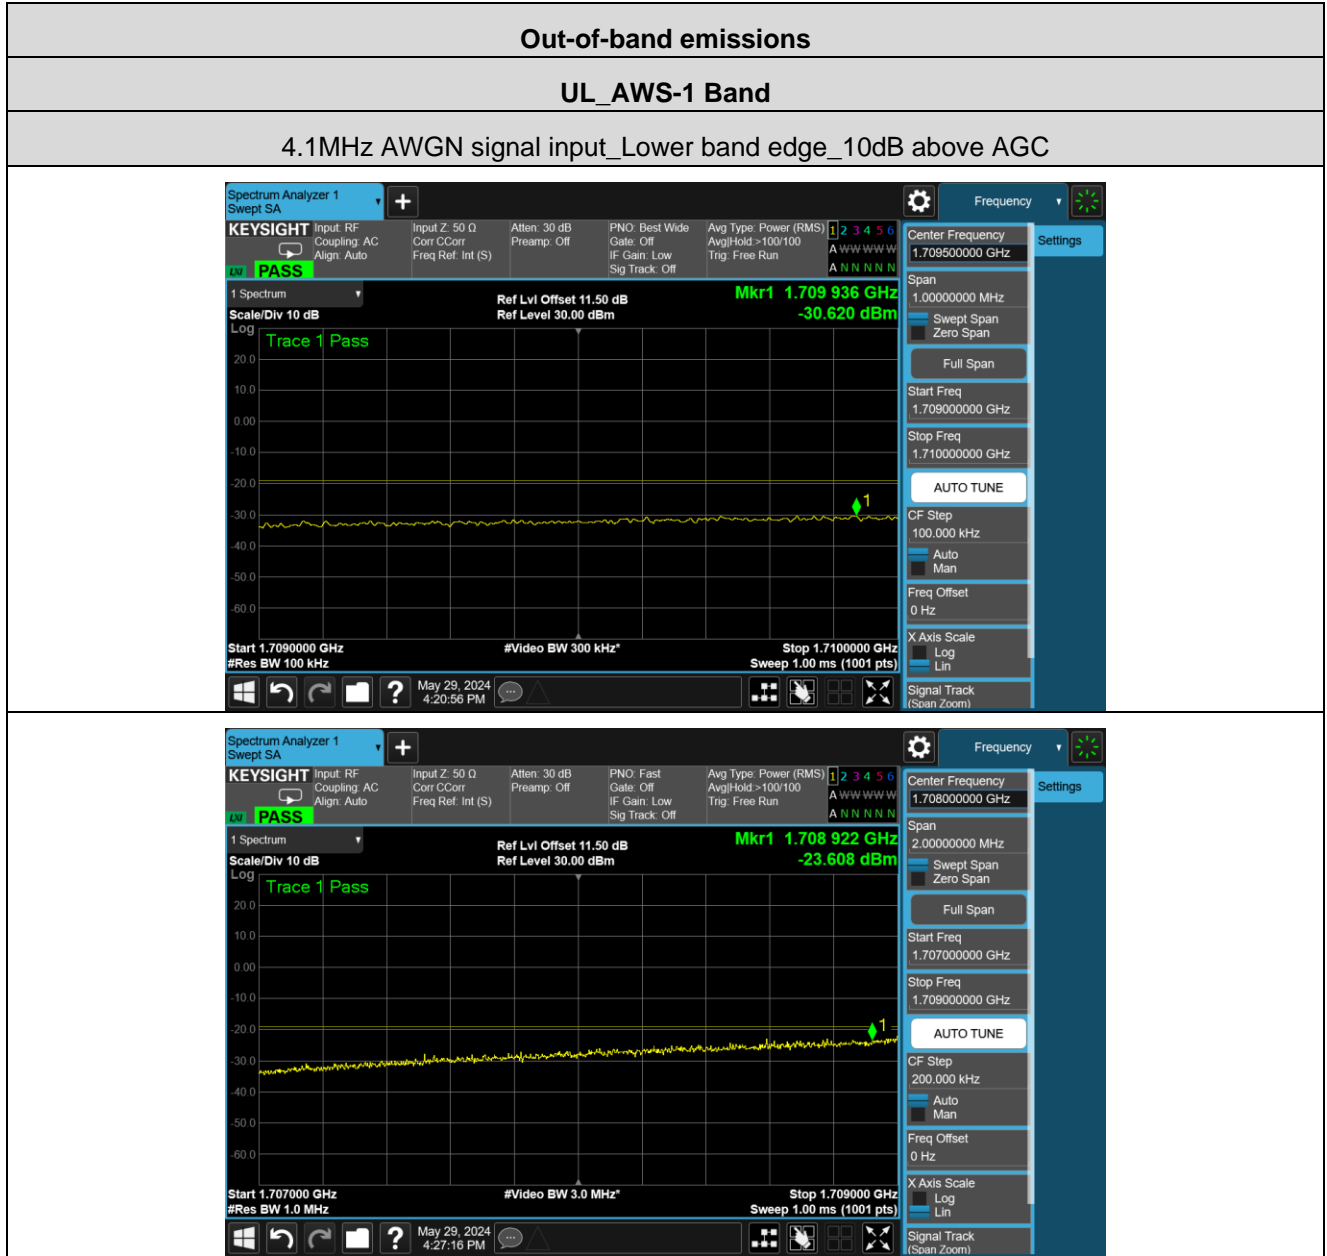 Out-of-band emissions
UL_AWS-1 Band
4.1MHz AWGN signal input_Lower band edge_10dB above AGC
Spectrum Analyzer 1
Swept SA
Frequency
KEYSIGHT
Input: RF
Coupling: AC
Align: Auto
Input Z: 50 Ω
Corr CCorr
Freq Ref: Int (S)
Atten: 30 dB
Preamp: Off
PNO: Best Wide
Gate: Off
IF Gain: Low
Sig Track: Off
Avg Type: Power (RMS)
Avg|Hold:>100/100
Trig: Free Run
1 2 3 4 5 6
A W W W W W
A N N N N N
LXI PASS
1 Spectrum
Scale/Div 10 dB
Ref Lvl Offset 11.50 dB
Ref Level 30.00 dBm
Mkr1 1.709 936 GHz
-30.620 dBm
Log
Trace 1 Pass
20.0
10.0
0.00
-10.0
-20.0
-30.0
-40.0
-50.0
-60.0
1
Start 1.7090000 GHz
#Res BW 100 kHz
#Video BW 300 kHz*
Stop 1.7100000 GHz
Sweep 1.00 ms (1001 pts)
May 29, 2024
4:20:56 PM
Center Frequency
1.709500000 GHz
Settings
Span
1.00000000 MHz
Swept Span
Zero Span
Full Span
Start Freq
1.709000000 GHz
Stop Freq
1.710000000 GHz
AUTO TUNE
CF Step
100.000 kHz
Auto
Man
Freq Offset
0 Hz
X Axis Scale
Log
Lin
Signal Track
(Span Zoom)
Spectrum Analyzer 1
Swept SA
Frequency
KEYSIGHT
Input: RF
Coupling: AC
Align: Auto
Input Z: 50 Ω
Corr CCorr
Freq Ref: Int (S)
Atten: 30 dB
Preamp: Off
PNO: Fast
Gate: Off
IF Gain: Low
Sig Track: Off
Avg Type: Power (RMS)
Avg|Hold:>100/100
Trig: Free Run
1 2 3 4 5 6
A W W W W W
A N N N N N
LXI PASS
1 Spectrum
Scale/Div 10 dB
Ref Lvl Offset 11.50 dB
Ref Level 30.00 dBm
Mkr1 1.708 922 GHz
-23.608 dBm
Log
Trace 1 Pass
20.0
10.0
0.00
-10.0
-20.0
-30.0
-40.0
-50.0
-60.0
1
Start 1.707000 GHz
#Res BW 1.0 MHz
#Video BW 3.0 MHz*
Stop 1.709000 GHz
Sweep 1.00 ms (1001 pts)
May 29, 2024
4:27:16 PM
Center Frequency
1.708000000 GHz
Settings
Span
2.00000000 MHz
Swept Span
Zero Span
Full Span
Start Freq
1.707000000 GHz
Stop Freq
1.709000000 GHz
AUTO TUNE
CF Step
200.000 kHz
Auto
Man
Freq Offset
0 Hz
X Axis Scale
Log
Lin
Signal Track
(Span Zoom)